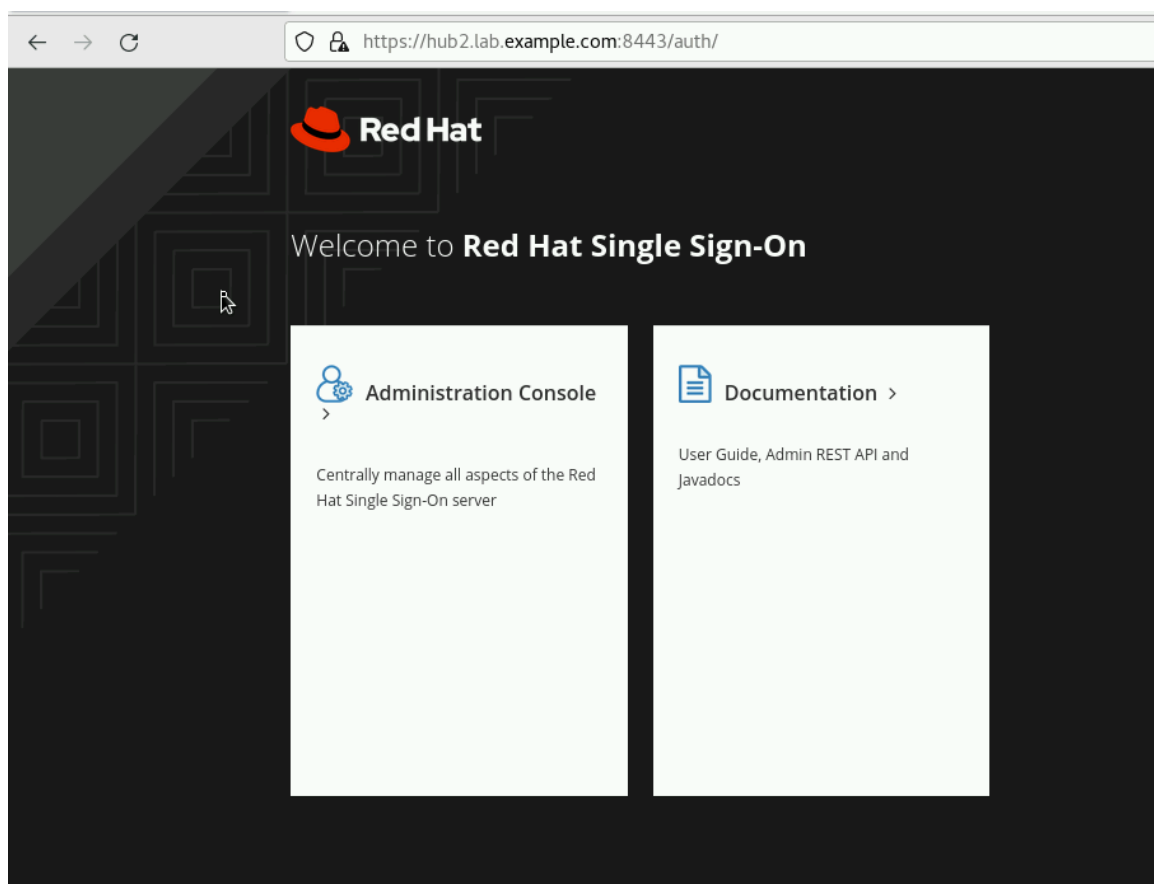 https://hub2.lab.example.com:8443/auth/
Red Hat
Welcome to Red Hat Single Sign-On
Administration Console
>
Centrally manage all aspects of the Red
Hat Single Sign-On server
Documentation >
User Guide, Admin REST API and
Javadocs